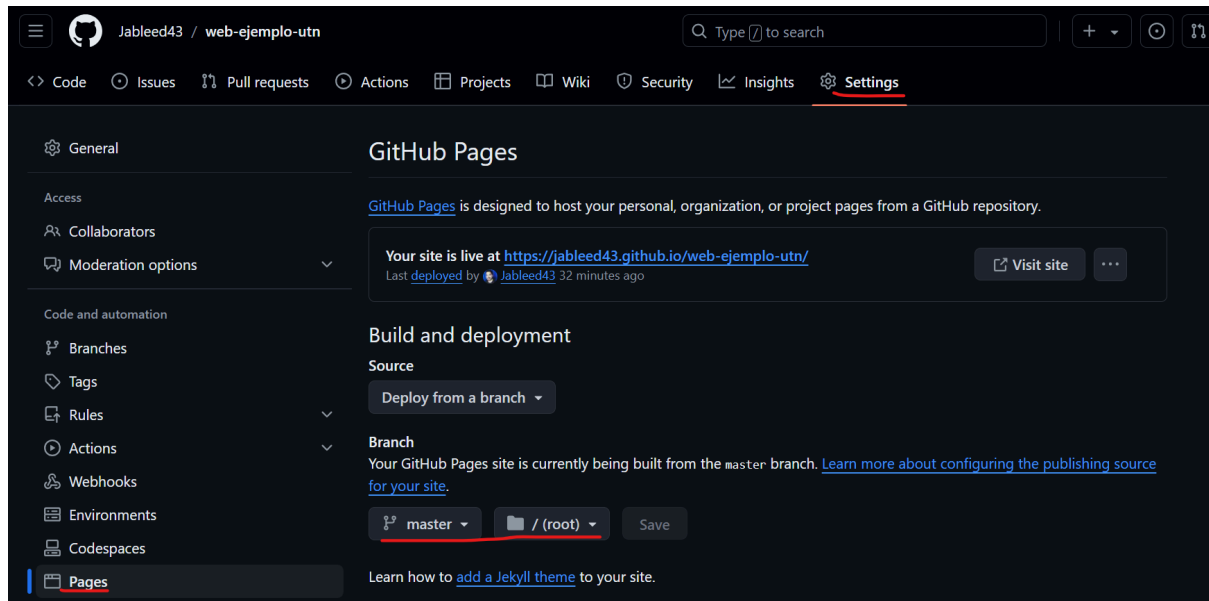 Jableed43 / web-ejemplo-utn
Type / to search
Code Issues Pull requests Actions Projects Wiki Security Insights Settings
General
Access
Collaborators
Moderation options
Code and automation
Branches
Tags
Rules
Actions
Webhooks
Environments
Codespaces
Pages
GitHub Pages
GitHub Pages is designed to host your personal, organization, or project pages from a GitHub repository.
Your site is live at https://jableed43.github.io/web-ejemplo-utn/
Last deployed by Jableed43 32 minutes ago
Visit site
Build and deployment
Source
Deploy from a branch
Branch
Your GitHub Pages site is currently being built from the master branch. Learn more about configuring the publishing source
for your site.
master / (root) Save
Learn how to add a Jekyll theme to your site.